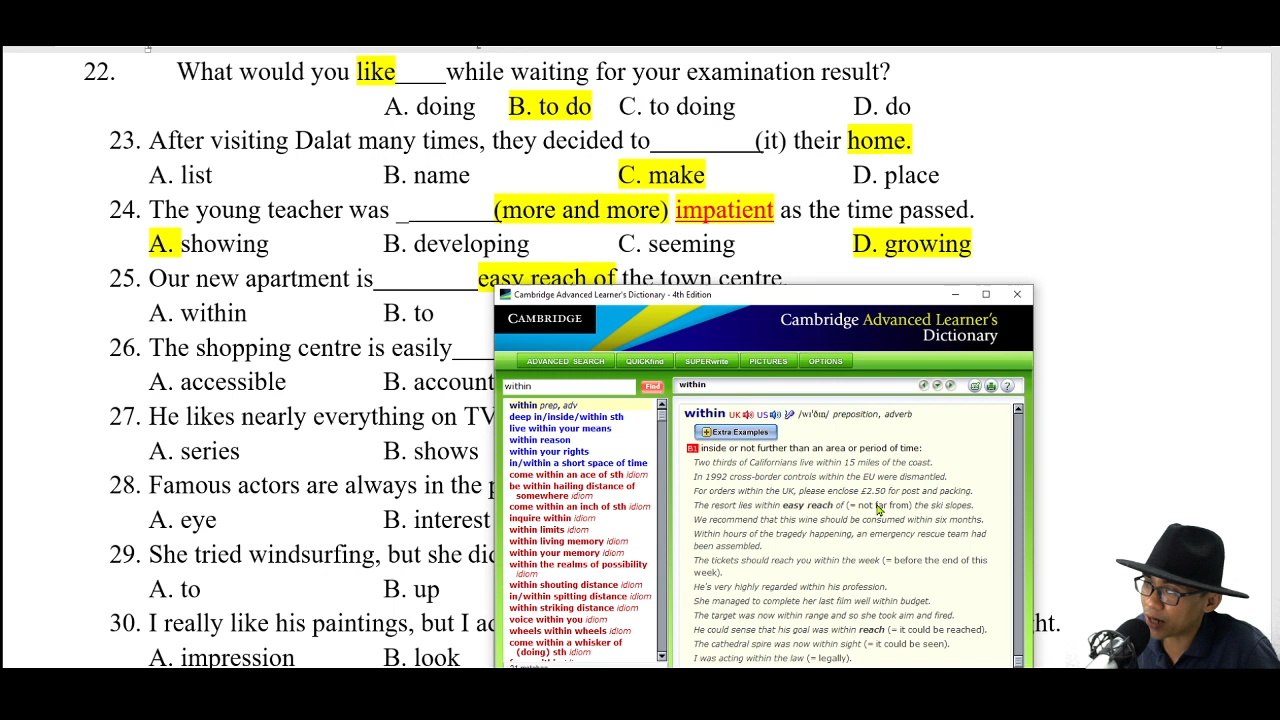 22. What would you like____while waiting for your examination result?
A. doing B. to do C. to doing D. do
23. After visiting Dalat many times, they decided to_________(it) their home.
A. list B. name C. make D. place
24. The young teacher was _______(more and more) impatient as the time passed.
A. showing B. developing C. seeming D. growing
25. Our new apartment is________easy reach of the town centre.
A. within B. to
26. The shopping centre is easily
A. accessible B. account
27. He likes nearly everything on TV
A. series B. shows
28. Famous actors are always in the p
A. eye B. interest
29. She tried windsurfing, but she did
A. to B. up
30. I really like his paintings, but I ad ght.
A. impression B. look
Cambridge Advanced Learner's Dictionary - 4th Edition
CAMBRIDGE
Cambridge Advanced Learner's
Dictionary
ADVANCED SEARCH QUICKfind SUPERwrite PICTURES OPTIONS
within Find
within prep, adv
deep in/inside/within sth
live within your means
within reason
within your rights
in/within a short space of time
come within an ace of sth idiom
be within hailing distance of
somewhere idiom
come within an inch of sth idiom
inquire within idiom
within limits idiom
within living memory idiom
within your memory idiom
within the realms of possibility
idiom
within shouting distance idiom
in/within spitting distance idiom
within striking distance idiom
voice within you idiom
wheels within wheels idiom
come within a whisker of
(doing) sth idiom
within
within UK US /wɪˈðɪn/ preposition, adverb
Extra Examples
B1 inside or not further than an area or period of time:
Two thirds of Californians live within 15 miles of the coast.
In 1992 cross-border controls within the EU were dismantled.
For orders within the UK, please enclose £2.50 for post and packing.
The resort lies within easy reach of (= not far from) the ski slopes.
We recommend that this wine should be consumed within six months.
Within hours of the tragedy happening, an emergency rescue team had
been assembled.
The tickets should reach you within the week (= before the end of this
week).
He's very highly regarded within his profession.
She managed to complete her last film well within budget.
The target was now within range and so she took aim and fired.
He could sense that his goal was within reach (= it could be reached).
The cathedral spire was now within sight (= it could be seen).
I was acting within the law (= legally).